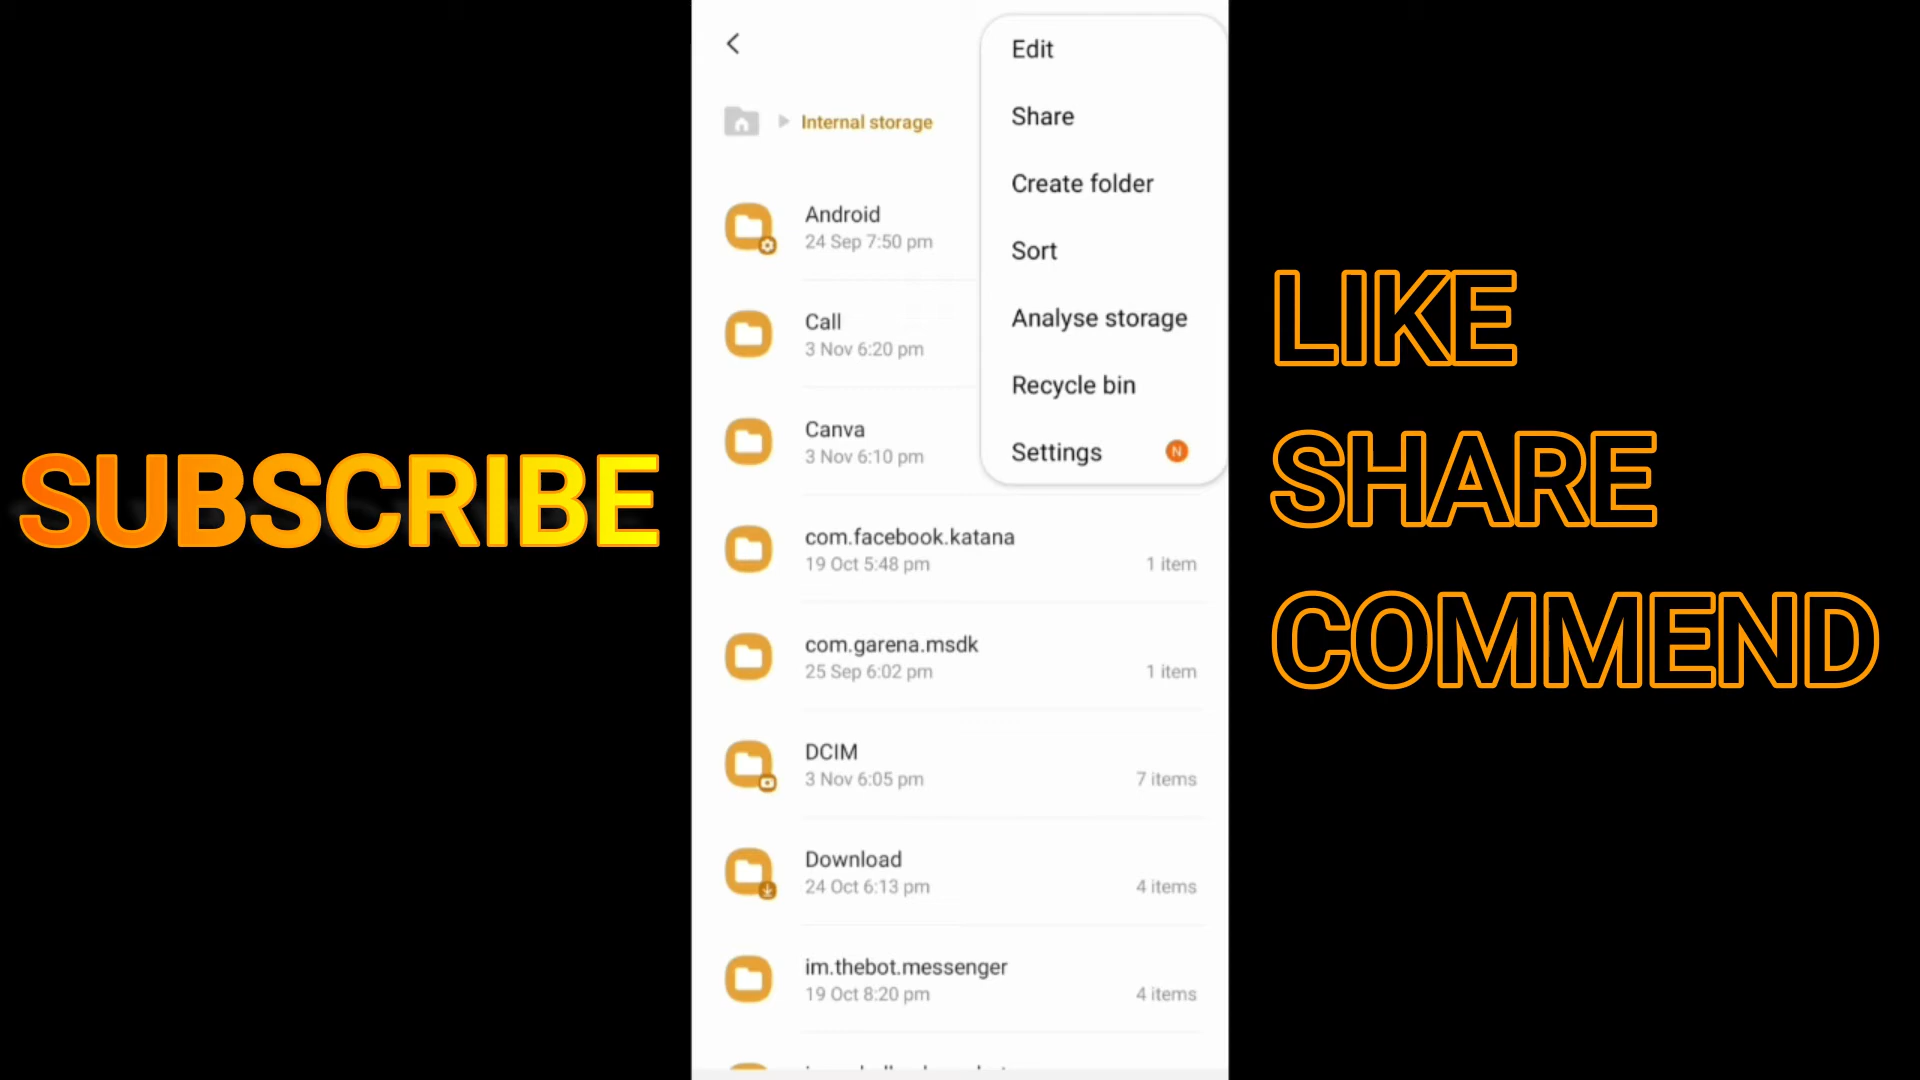 SUBSCRIBE
Internal storage
Android
24 Sep 7:50 pm
Call
3 Nov 6:20 pm
Canva
3 Nov 6:10 pm
com.facebook.katana
19 Oct 5:48 pm
1 item
com.garena.msdk
25 Sep 6:02 pm
1 item
DCIM
3 Nov 6:05 pm
7 items
Download
24 Oct 6:13 pm
4 items
im.thebot.messenger
19 Oct 8:20 pm
4 items
Edit
Share
Create folder
Sort
Analyse storage
Recycle bin
Settings N
LIKE
SHARE
COMMEND